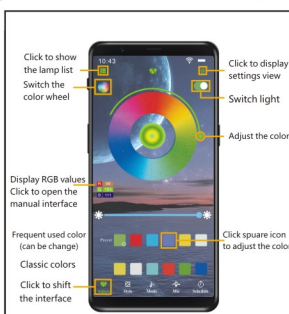 10:43
Click to show
the lamp list
Click to display
settings view
Switch the
color wheel
Switch light
Adjust the color
Display RGB values
Click to open the
manual interface
Frequent used color
(can be change)
Preset
Click spuare icon
to adjust the color
Classic colors
Click to shift
the interface
Style
Music
Mic
Schedule